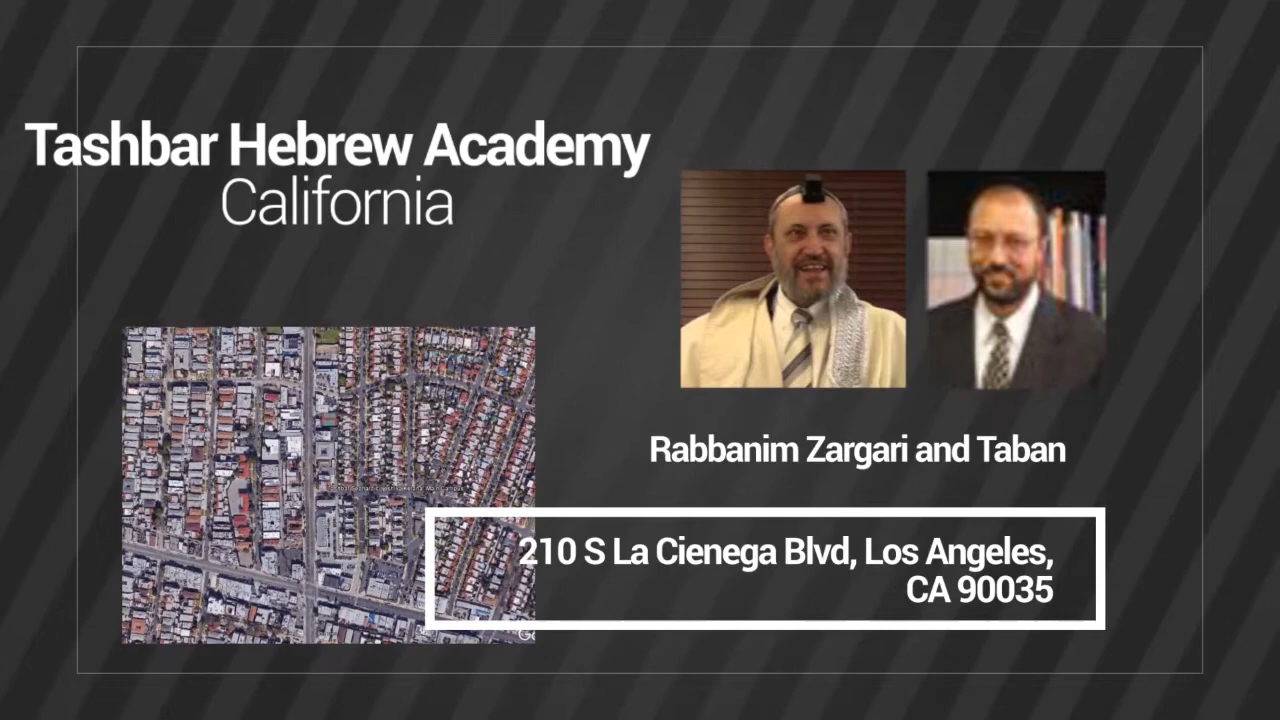 Tashbar Hebrew Academy
California
Rabbanim Zargari and Taban
210 S La Cienega Blvd, Los Angeles,
CA 90035